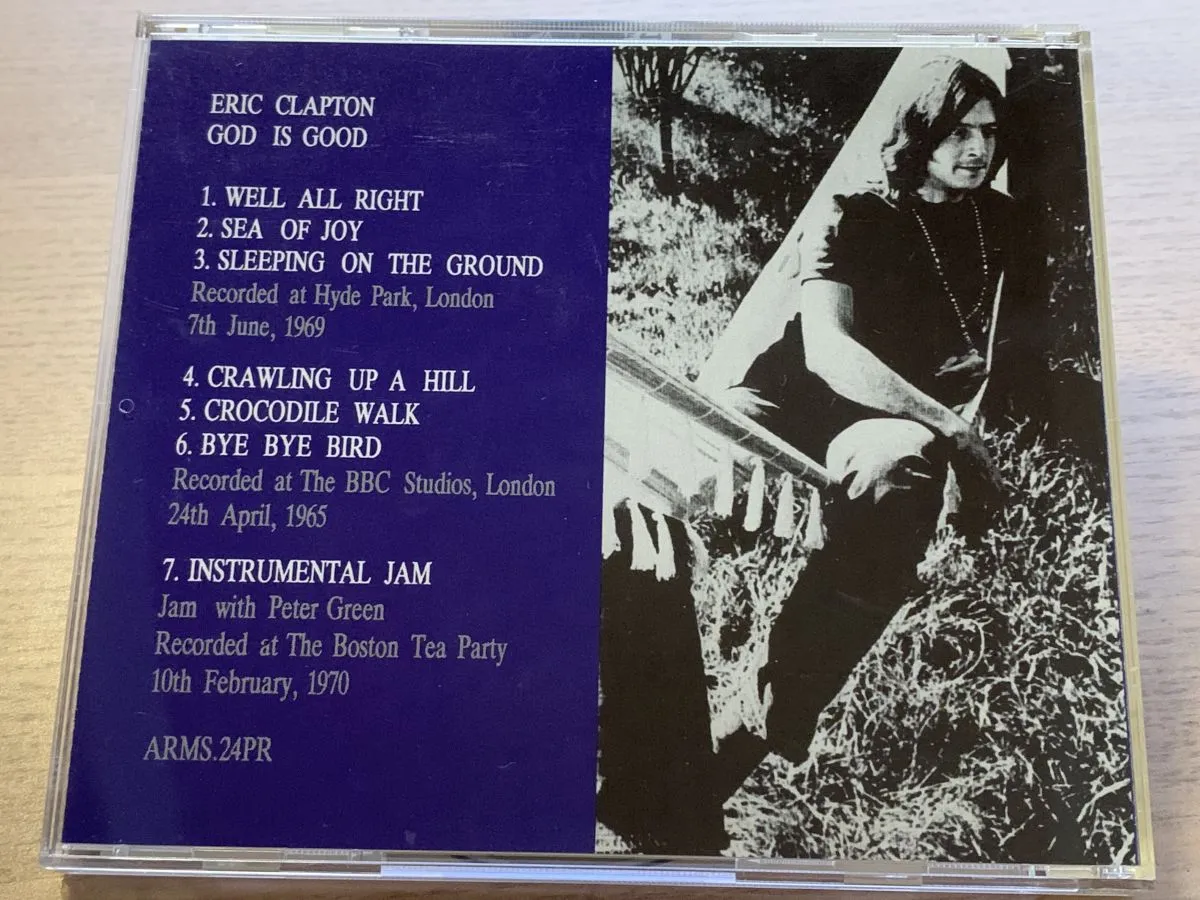 ERIC CLAPTON
GOD IS GOOD
1. WELL ALL RIGHT
2. SEA OF JOY
3. SLEEPING ON THE GROUND
Recorded at Hyde Park, London
7th June, 1969
4. CRAWLING UP A HILL
5. CROCODILE WALK
6. BYE BYE BIRD
Recorded at The BBC Studios, London
24th April, 1965
7. INSTRUMENTAL JAM
Jam with Peter Green
Recorded at The Boston Tea Party
10th February, 1970
ARMS.24PR